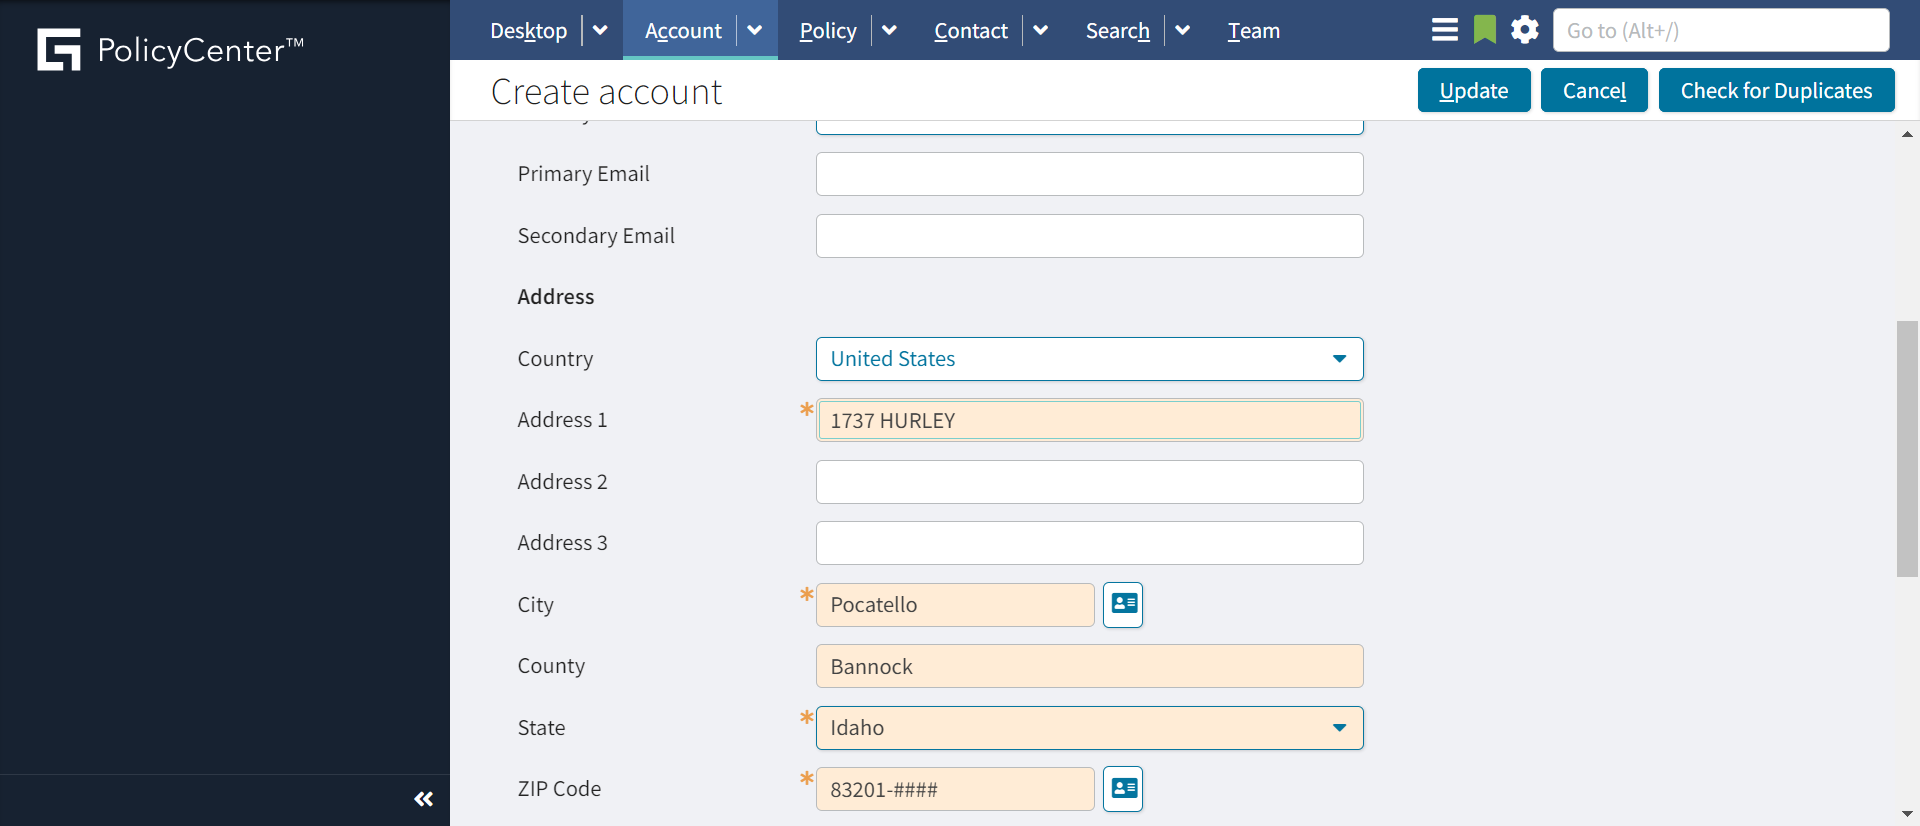 PolicyCenter™
Desktop Account Policy Contact Search Team Go to (Alt+/)
Create account Update Cancel Check for Duplicates
Primary Email
Secondary Email
Address
Country United States
Address 1 * 1737 HURLEY
Address 2
Address 3
City * Pocatello
County Bannock
State * Idaho
ZIP Code * 83201-####